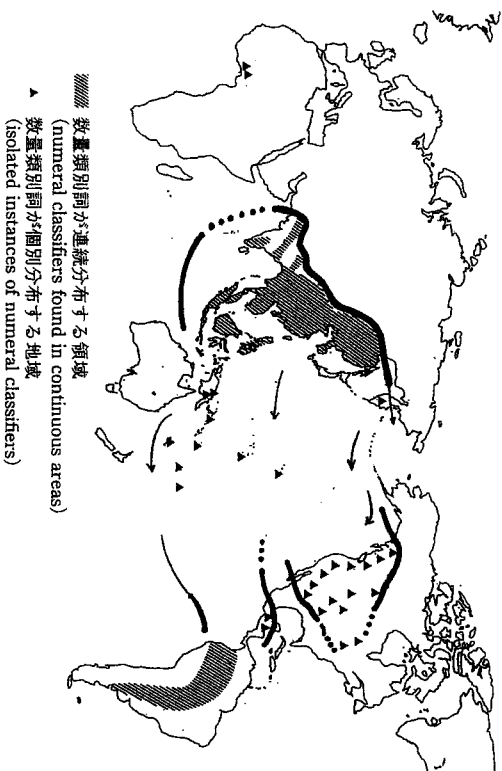 数量類別詞が連続分布する領域
(numeral classifiers found in continuous areas)
数量類別詞が個別分布する地域
(isolated instances of numeral classifiers)